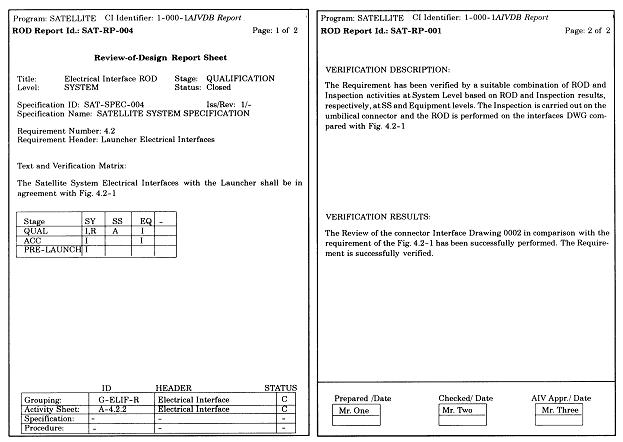 Program: SATELLITE CI Identifier: 1-000-1AIVDB Report
ROD Report Id.: SAT-RP-004 Page: 1 of 2
Review-of-Design Report Sheet
Title: Electrical Interface ROD Stage: QUALIFICATION
Level: SYSTEM Status: Closed
Specification ID: SAT-SPEC-004 Iss/Rev: 1/-
Specification Name: SATELLITE SYSTEM SPECIFICATION
Requirement Number: 4.2
Requirement Header: Launcher Electrical Interfaces
Text and Verification Matrix:
The Satellite System Electrical Interfaces with the Launcher shall be in
agreement with Fig. 4.2-1
Stage SY SS EQ -
QUAL I,R A I
ACC I I
PRE-LAUNCH I
ID HEADER STATUS
Grouping: G-ELIF-R Electrical Interface C
Activity Sheet: A-4.2.2 Electrical Interface C
Specification: - - -
Procedure: - - -
Program: SATELLITE CI Identifier: 1-000-1AIVDB Report
ROD Report Id.: SAT-RP-001 Page: 2 of 2
VERIFICATION DESCRIPTION:
The Requirement has been verified by a suitable combination of ROD and
Inspection activities at System Level based on ROD and Inspection results,
respectively, at SS and Equipment levels. The Inspection is carried out on the
umbilical connector and the ROD is performed on the interfaces DWG com-
pared with Fig. 4.2-1
VERIFICATION RESULTS:
The Review of the connector Interface Drawing 0002 in comparison with the
requirement of the Fig. 4.2-1 has been successfully performed. The Require-
ment is successfully verified.
Prepared /Date Checked/ Date AIV Appr./ Date
Mr. One Mr. Two Mr. Three